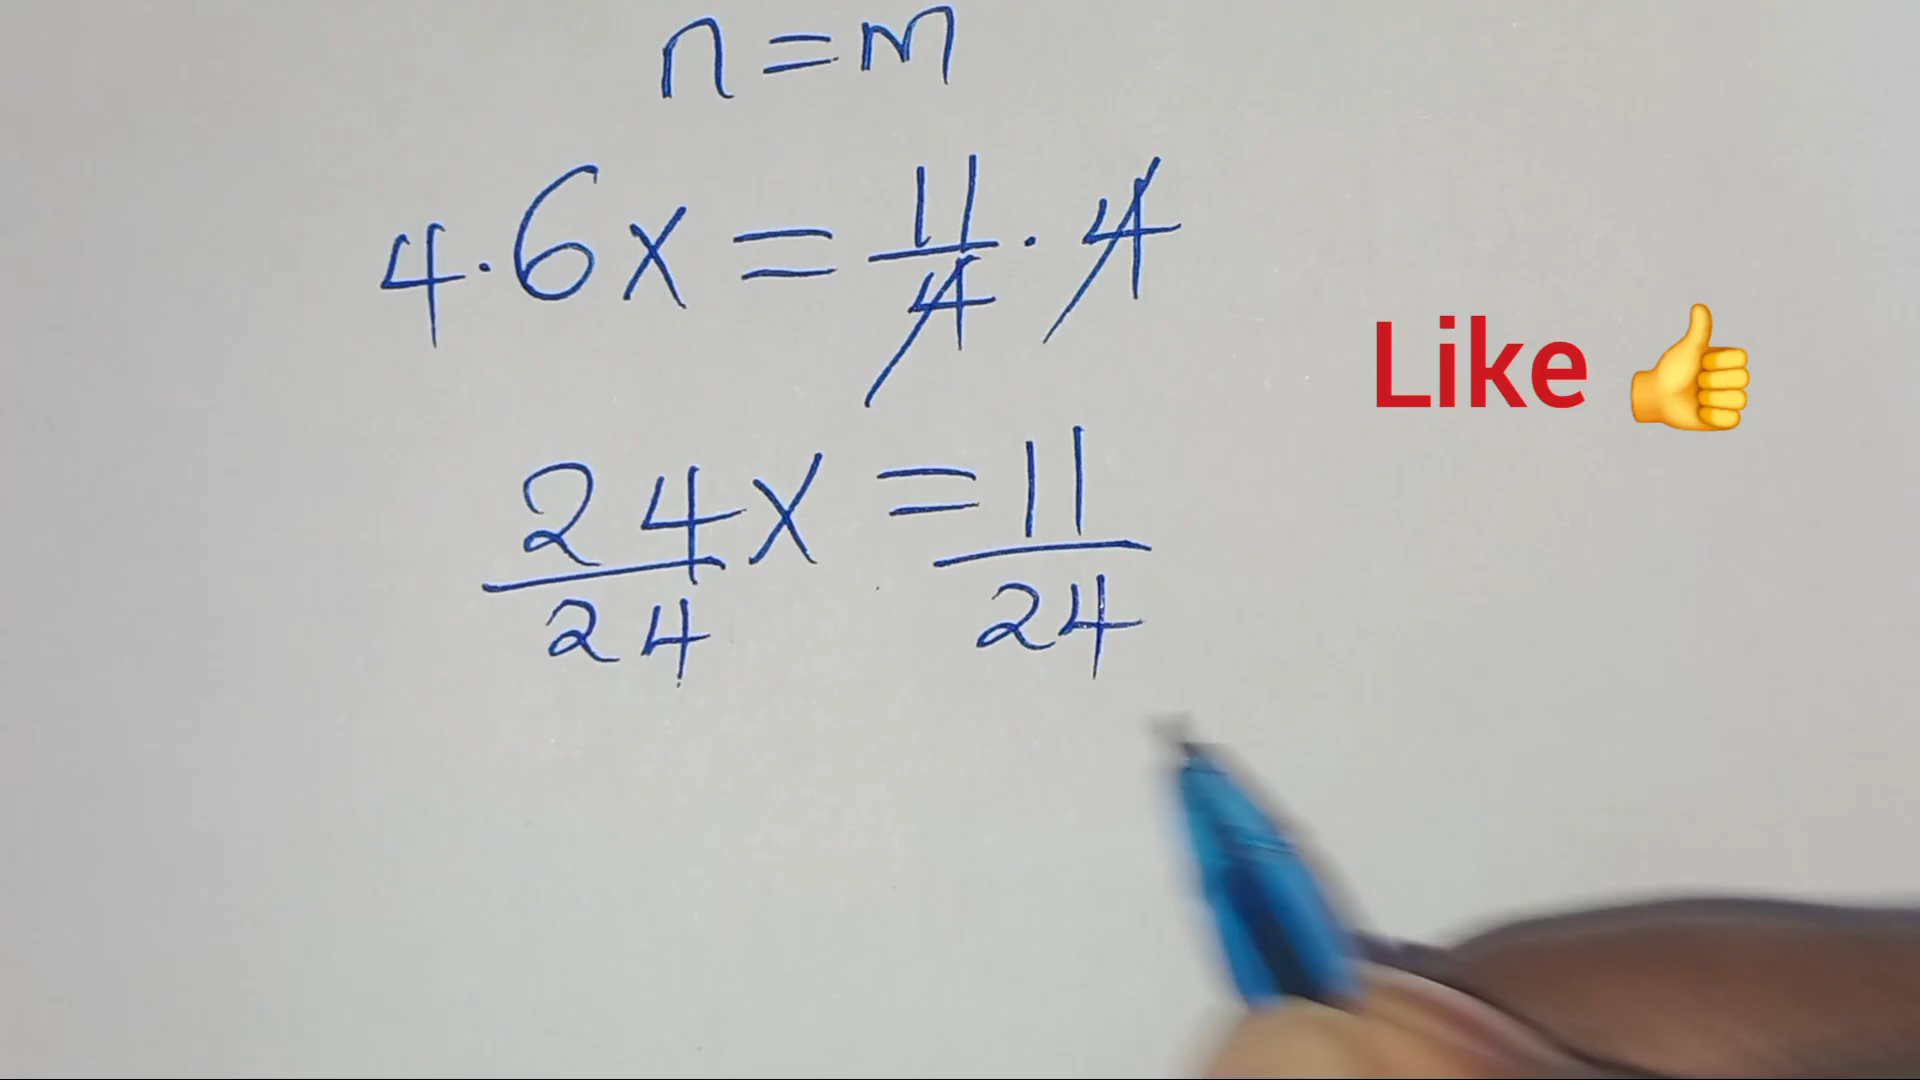 n = m
4 · 6x = 11/4 · 4
Like 👍
24x/24 = 11/24